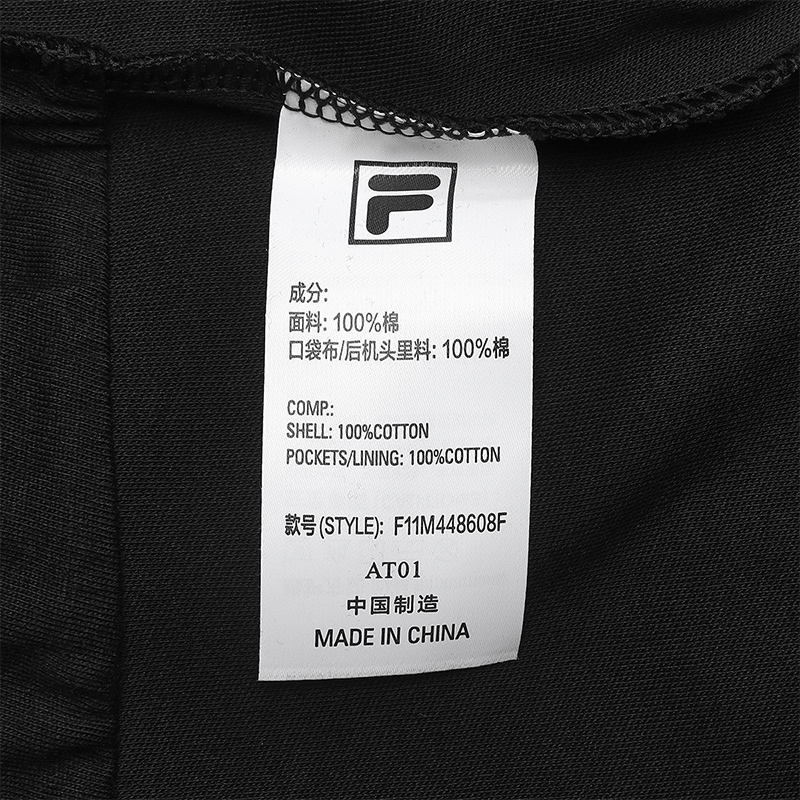 F
成分:
面料: 100%棉
口袋布/后机头里料: 100%棉
COMP.:
SHELL: 100%COTTON
POCKETS/LINING: 100%COTTON
款号(STYLE): F11M448608F
AT01
中国制造
MADE IN CHINA